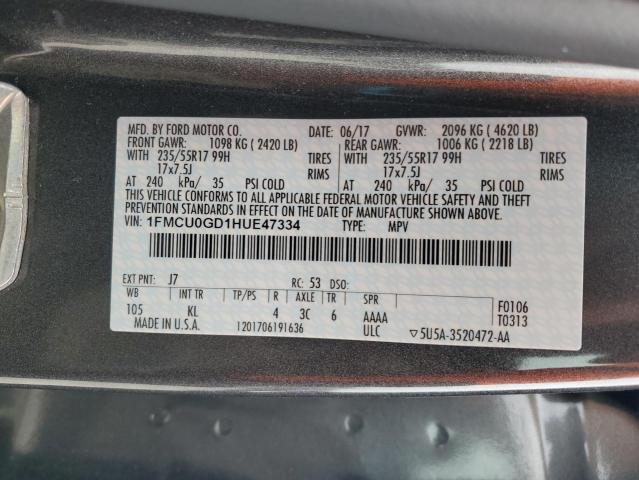 MFD. BY FORD MOTOR CO. DATE: 06/17 GVWR: 2096 KG ( 4620 LB)
FRONT GAWR: 1098 KG ( 2420 LB) REAR GAWR: 1006 KG ( 2218 LB)
WITH 235/55R17 99H TIRES WITH 235/55R17 99H TIRES
17x7.5J RIMS 17x7.5J RIMS
AT 240 kPa/ 35 PSI COLD AT 240 kPa/ 35 PSI COLD
THIS VEHICLE CONFORMS TO ALL APPLICABLE FEDERAL MOTOR VEHICLE SAFETY AND THEFT
PREVENTION STANDARDS IN EFFECT ON THE DATE OF MANUFACTURE SHOWN ABOVE.
VIN: 1FMCU0GD1HUE47334 TYPE: MPV
EXT PNT: J7 RC: 53 DSO:
WB INT TR TP/PS R AXLE TR SPR F0106
105 KL 4 3C 6 AAAA T0313
MADE IN U.S.A. 1201706191636 ULC ▽5U5A-3520472-AA